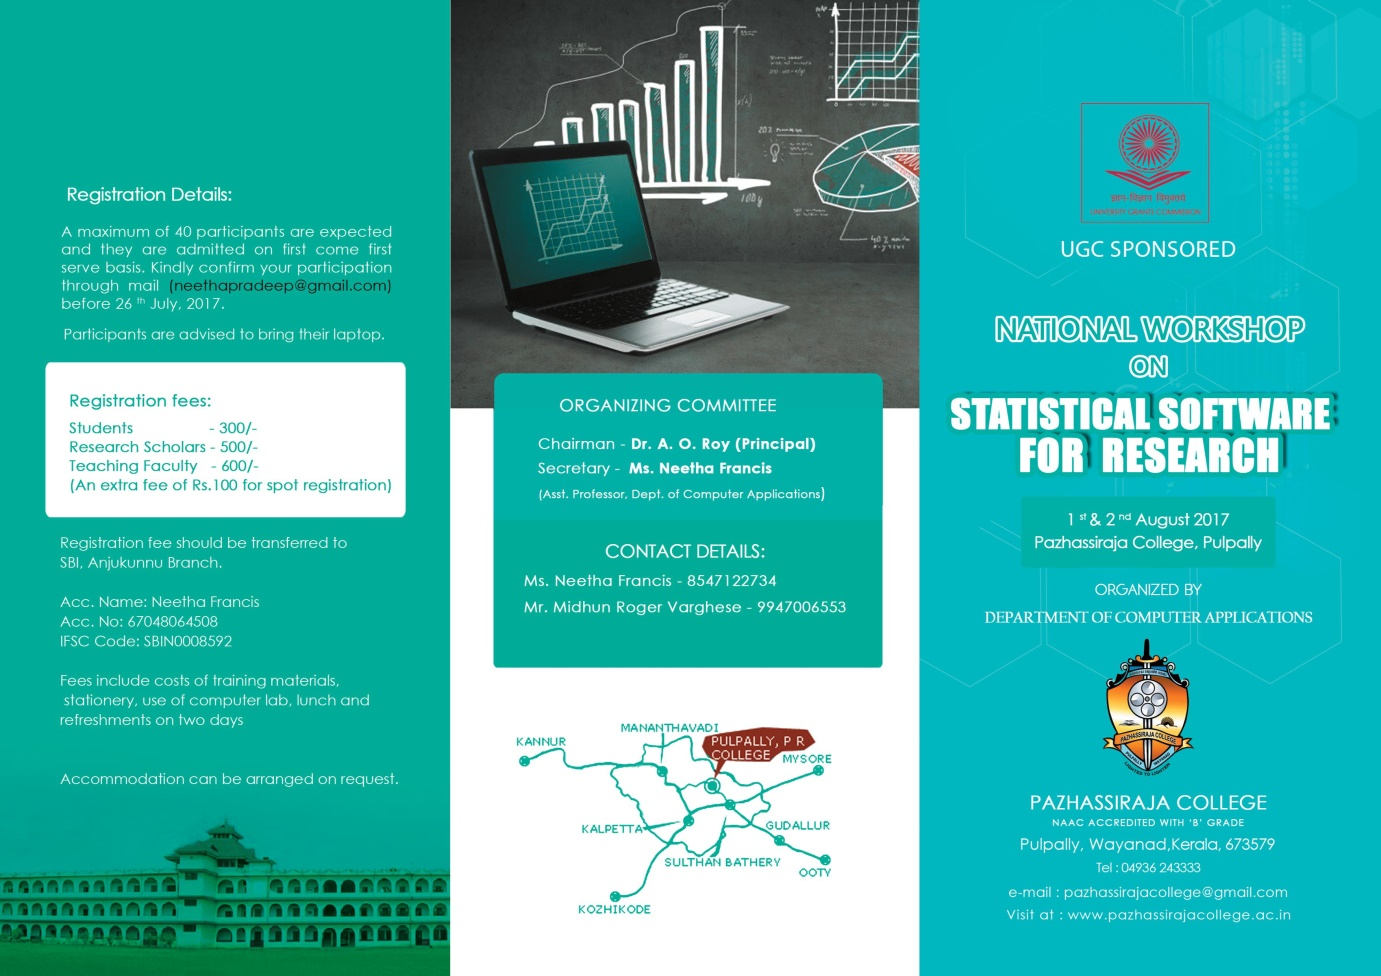 Registration Details:
A maximum of 40 participants are expected
and they are admitted on first come first
serve basis. Kindly confirm your participation
through mail (neethapradeep@gmail.com)
before 26 th July, 2017.
Participants are advised to bring their laptop.
Registration fees:
Students - 300/-
Research Scholars - 500/-
Teaching Faculty - 600/-
(An extra fee of Rs.100 for spot registration)
Registration fee should be transferred to
SBI, Anjukunnu Branch.
Acc. Name: Neetha Francis
Acc. No: 67048064508
IFSC Code: SBIN0008592
Fees include costs of training materials,
stationery, use of computer lab, lunch and
refreshments on two days
Accommodation can be arranged on request.
ORGANIZING COMMITTEE
Chairman - Dr. A. O. Roy (Principal)
Secretary - Ms. Neetha Francis
(Asst. Professor, Dept. of Computer Applications)
CONTACT DETAILS:
Ms. Neetha Francis - 8547122734
Mr. Midhun Roger Varghese - 9947006553
MANANTHAVADI
KANNUR
PULPALLY, P R
COLLEGE
MYSORE
KALPETTA
GUDALLUR
SULTHAN BATHERY
OOTY
KOZHIKODE
ज्ञान-विज्ञान विमुक्तये
UNIVERSITY GRANTS COMMISSION
UGC SPONSORED
NATIONAL WORKSHOP
ON
STATISTICAL SOFTWARE
FOR RESEARCH
1 st & 2 nd August 2017
Pazhassiraja College, Pulpally
ORGANIZED BY
DEPARTMENT OF COMPUTER APPLICATIONS
PAZHASSIRAJA COLLEGE
PAZHASSIRAJA COLLEGE
NAAC ACCREDITED WITH 'B' GRADE
Pulpally, Wayanad,Kerala, 673579
Tel : 04936 243333
e-mail : pazhassirajacollege@gmail.com
Visit at : www.pazhassirajacollege.ac.in